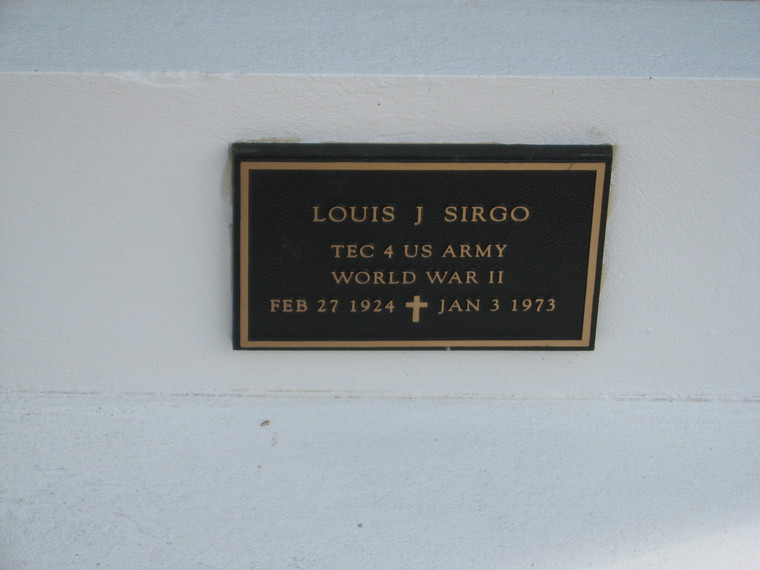 LOUIS J SIRGO
TEC 4 US ARMY
WORLD WAR II
FEB 27 1924 ✝ JAN 3 1973